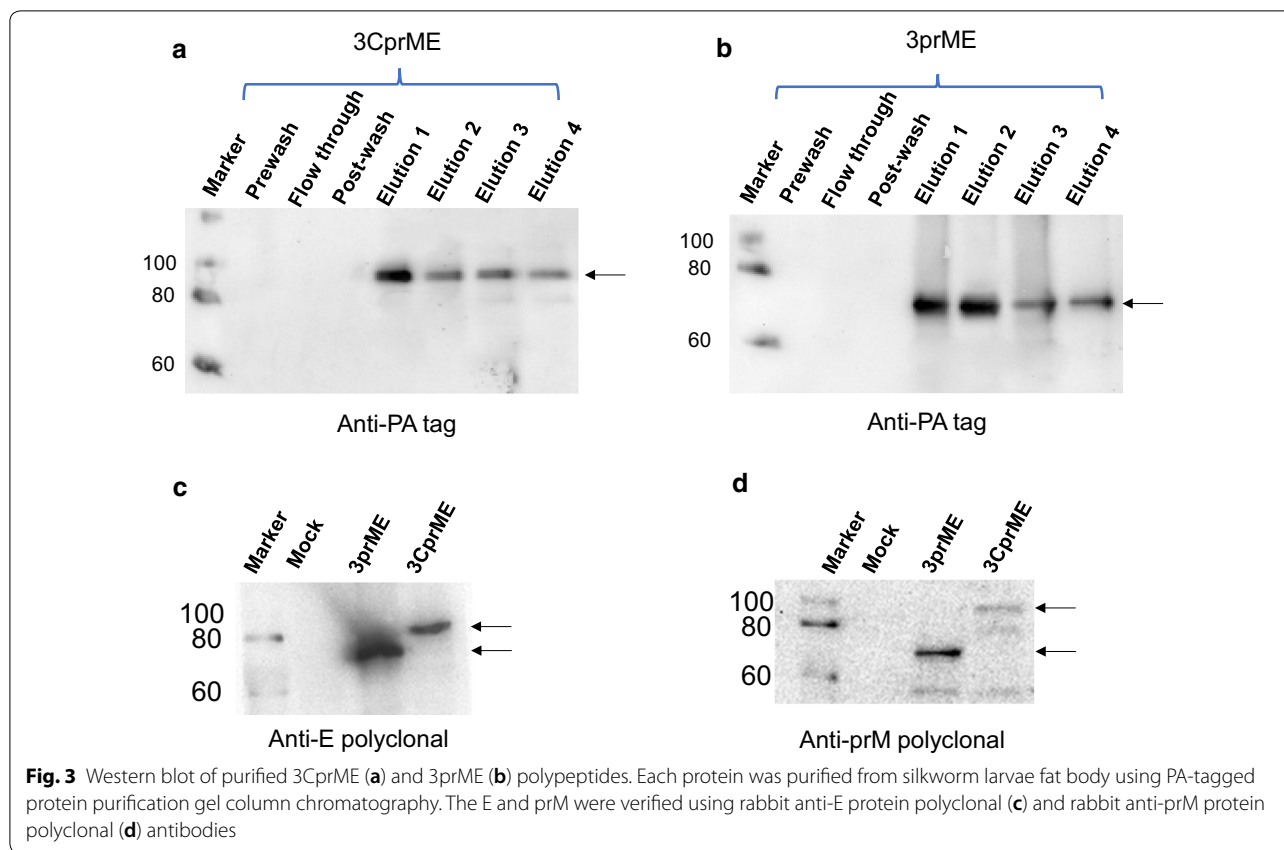 a
3CprME
Marker
Prewash
Flow through
Post-wash
Elution 1
Elution 2
Elution 3
Elution 4
100
80
60
Anti-PA tag
b
3prME
Marker
Prewash
Flow through
Post-wash
Elution 1
Elution 2
Elution 3
Elution 4
100
80
60
Anti-PA tag
c
Marker
Mock
3prME
3CprME
100
80
60
Anti-E polyclonal
d
Marker
Mock
3prME
3CprME
100
80
60
Anti-prM polyclonal
Fig. 3 Western blot of purified 3CprME (a) and 3prME (b) polypeptides. Each protein was purified from silkworm larvae fat body using PA-tagged
protein purification gel column chromatography. The E and prM were verified using rabbit anti-E protein polyclonal (c) and rabbit anti-prM protein
polyclonal (d) antibodies